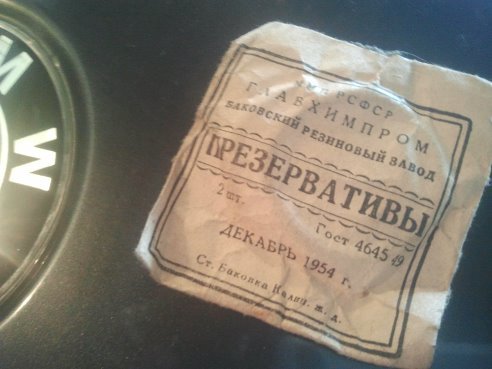 W
W
РСФСР
ГЛАВХИМПРОМ
БАКОВСКИЙ РЕЗИНОВЫЙ ЗАВОД
ПРЕЗЕРВАТИВЫ
2 шт.
Гост 4645 49
ДЕКАБРЬ 1954 г.
Ст. Баковка Калин. ж. д.